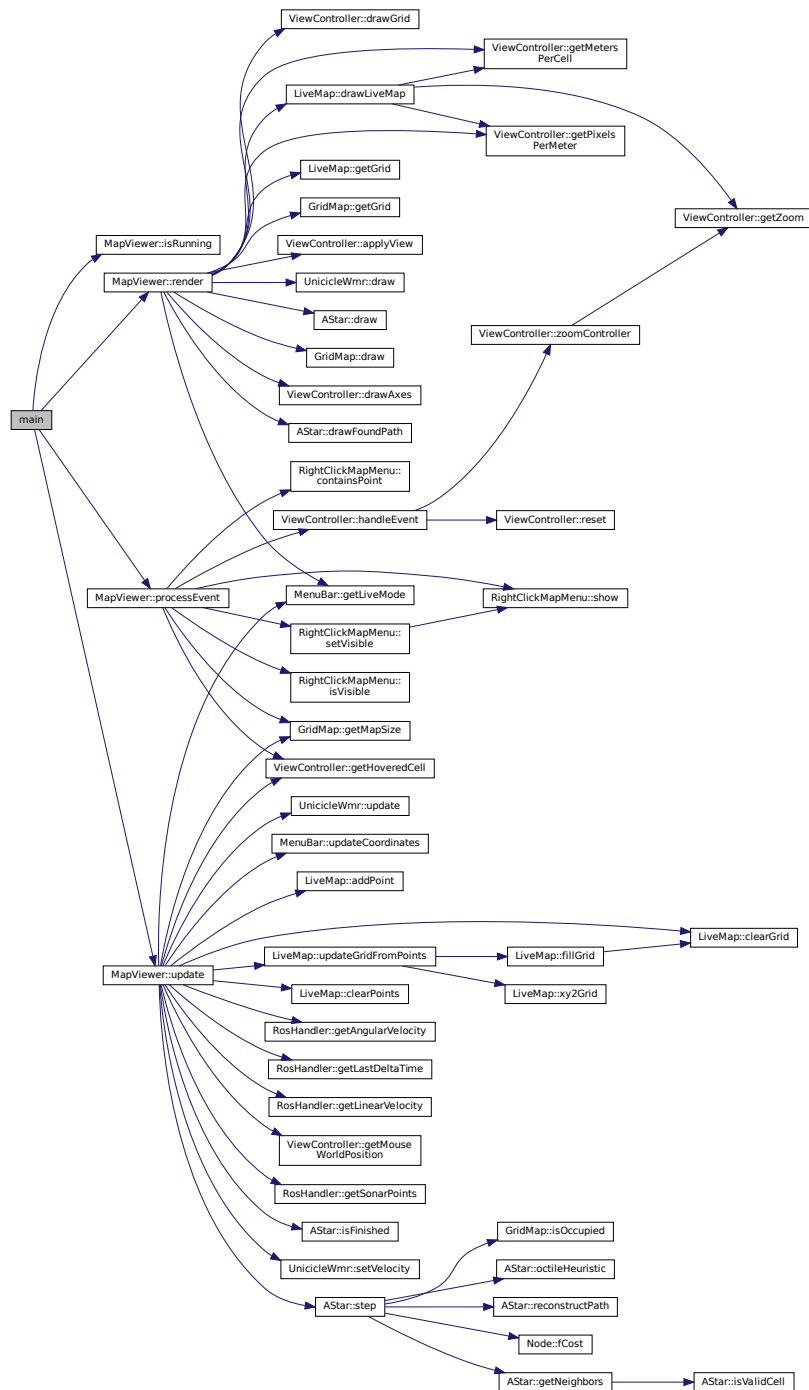 ViewController::drawGrid
ViewController::getMeters
PerCell
LiveMap::drawLiveMap
ViewController::getPixels
PerMeter
LiveMap::getGrid
GridMap::getGrid
ViewController::getZoom
MapViewer::isRunning
ViewController::applyView
MapViewer::render
UnicicleWmr::draw
AStar::draw
ViewController::zoomController
GridMap::draw
ViewController::drawAxes
main
AStar::drawFoundPath
RightClickMapMenu::
containsPoint
ViewController::handleEvent
ViewController::reset
MapViewer::processEvent
MenuBar::getLiveMode
RightClickMapMenu::show
RightClickMapMenu::
setVisible
RightClickMapMenu::
isVisible
GridMap::getMapSize
ViewController::getHoveredCell
UnicicleWmr::update
MenuBar::updateCoordinates
LiveMap::addPoint
LiveMap::clearGrid
LiveMap::updateGridFromPoints
LiveMap::fillGrid
MapViewer::update
LiveMap::clearPoints
LiveMap::xy2Grid
RosHandler::getAngularVelocity
RosHandler::getLastDeltaTime
RosHandler::getLinearVelocity
ViewController::getMouse
WorldPosition
RosHandler::getSonarPoints
AStar::isFinished
GridMap::isOccupied
UnicicleWmr::setVelocity
AStar::octileHeuristic
AStar::step
AStar::reconstructPath
Node::fCost
AStar::getNeighbors
AStar::isValidCell